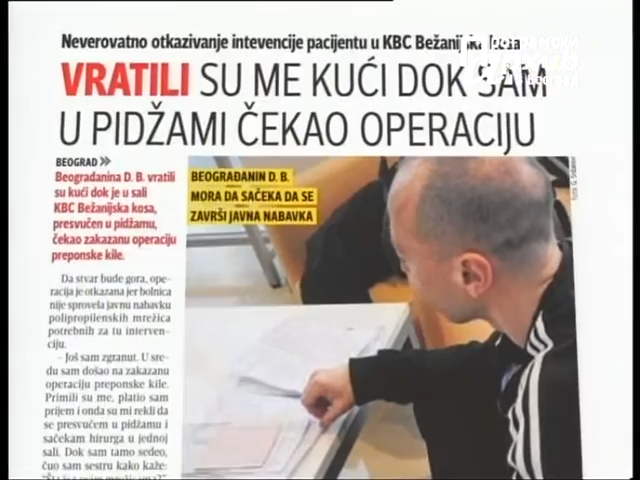 Neverovatno otkazivanje intevencije pacijentu u KBC Bežanijska
VRATILI SU ME KUĆI DOK SAM
U PIDŽAMI ČEKAO OPERACIJU
BEOGRAD
Beograđanina D. B. vratili
su kući dok je u sali
KBC Bežanijska kosa,
presvučen u pidžamu,
čekao zakazanu operaciju
preponske kile.
Da stvar bude gora, ope-
racija je otkazana jer bolnica
nije sprovela javnu nabavku
polipropilenskih mrežica
potrebnih za tu interven-
ciju.
– Još sam zgranut. U sre-
du sam došao na zakazanu
operaciju preponske kile.
Primili su me, platio sam
prijem i onda su mi rekli da
se presvučem u pidžamu i
sačekam hirurga u jednoj
sali. Dok sam tamo sedeo,
čuo sam sestru kako kaže:
BEOGRAĐANIN D. B.
MORA DA SAČEKA DA SE
ZAVRŠI JAVNA NABAVKA